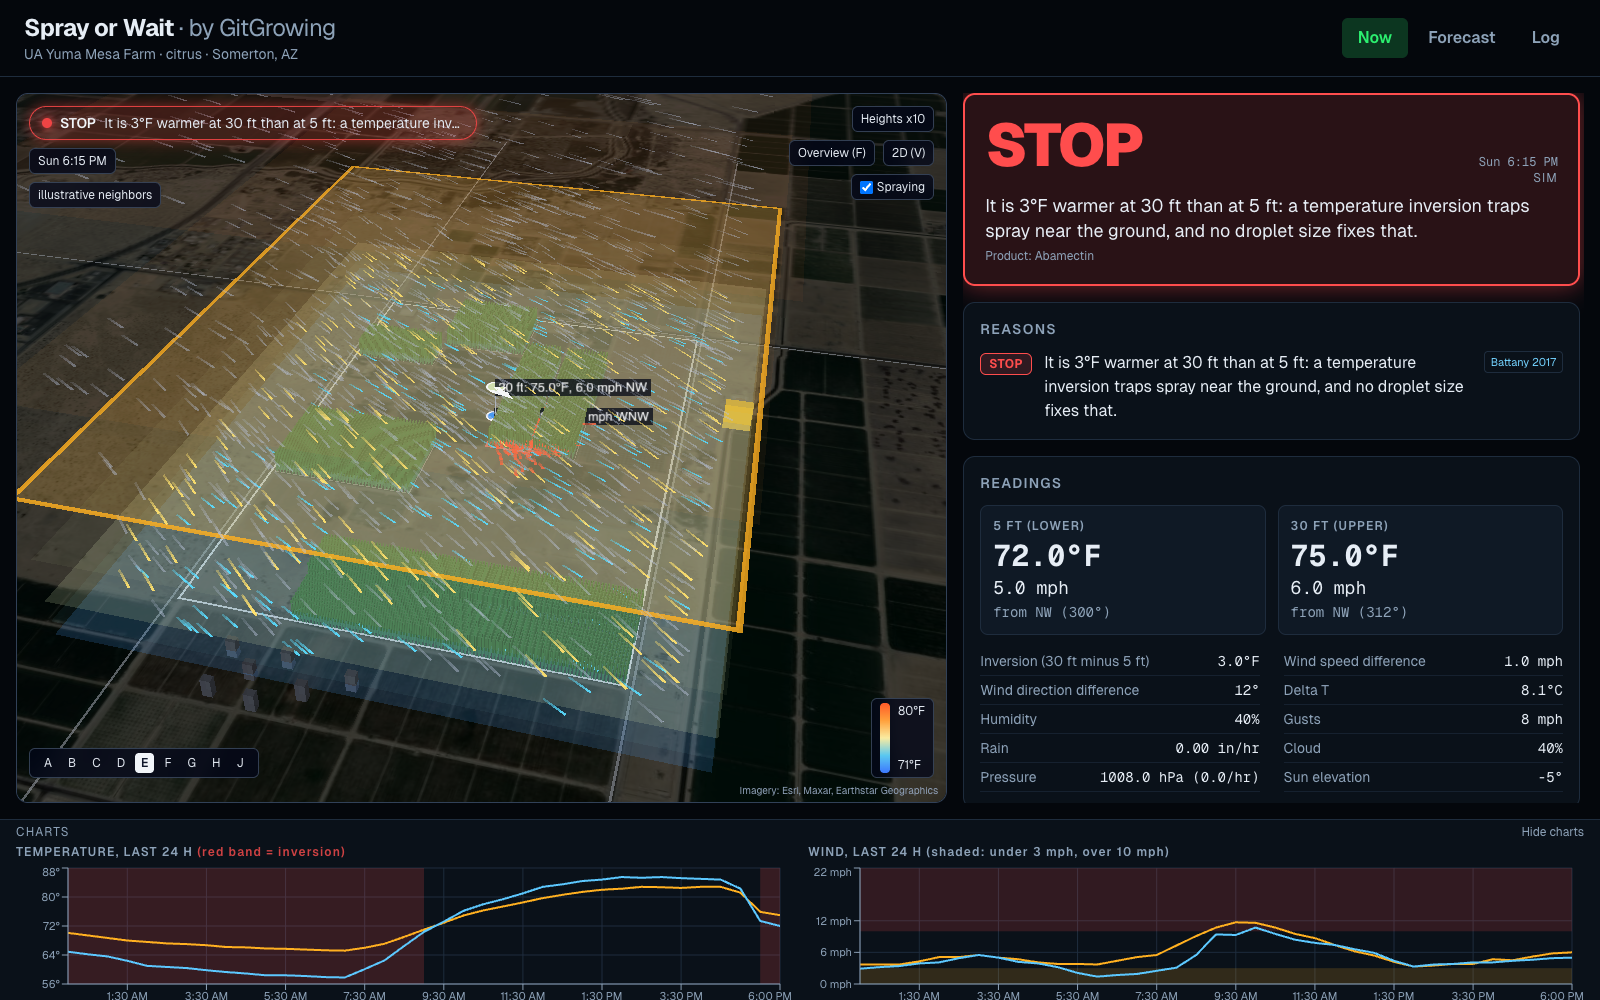 Spray or Wait · by GitGrowing
UA Yuma Mesa Farm · citrus · Somerton, AZ
Now
Forecast
Log
STOP It is 3°F warmer at 30 ft than at 5 ft: a temperature inv...
Sun 6:15 PM
illustrative neighbors
Heights x10
Overview (F)
2D (V)
Spraying
30 ft: 75.0°F, 6.0 mph NW
mph WNW
80°F
71°F
A B C D E F G H J
Imagery: Esri, Maxar, Earthstar Geographics
STOP
Sun 6:15 PM
SIM
It is 3°F warmer at 30 ft than at 5 ft: a temperature inversion traps
spray near the ground, and no droplet size fixes that.
Product: Abamectin
REASONS
STOP
It is 3°F warmer at 30 ft than at 5 ft: a temperature
inversion traps spray near the ground, and no droplet size
fixes that.
Battany 2017
READINGS
5 FT (LOWER)
72.0°F
5.0 mph
from NW (300°)
30 FT (UPPER)
75.0°F
6.0 mph
from NW (312°)
Inversion (30 ft minus 5 ft) 3.0°F
Wind speed difference 1.0 mph
Wind direction difference 12°
Delta T 8.1°C
Humidity 40%
Gusts 8 mph
Rain 0.00 in/hr
Cloud 40%
Pressure 1008.0 hPa (0.0/hr)
Sun elevation -5°
CHARTS
Hide charts
TEMPERATURE, LAST 24 H (red band = inversion)
88°
80°
72°
64°
56°
1:30 AM 3:30 AM 5:30 AM 7:30 AM 9:30 AM 11:30 AM 1:30 PM 3:30 PM 6:00 PM
WIND, LAST 24 H (shaded: under 3 mph, over 10 mph)
22 mph
12 mph
6 mph
0 mph
1:30 AM 3:30 AM 5:30 AM 7:30 AM 9:30 AM 11:30 AM 1:30 PM 3:30 PM 6:00 PM